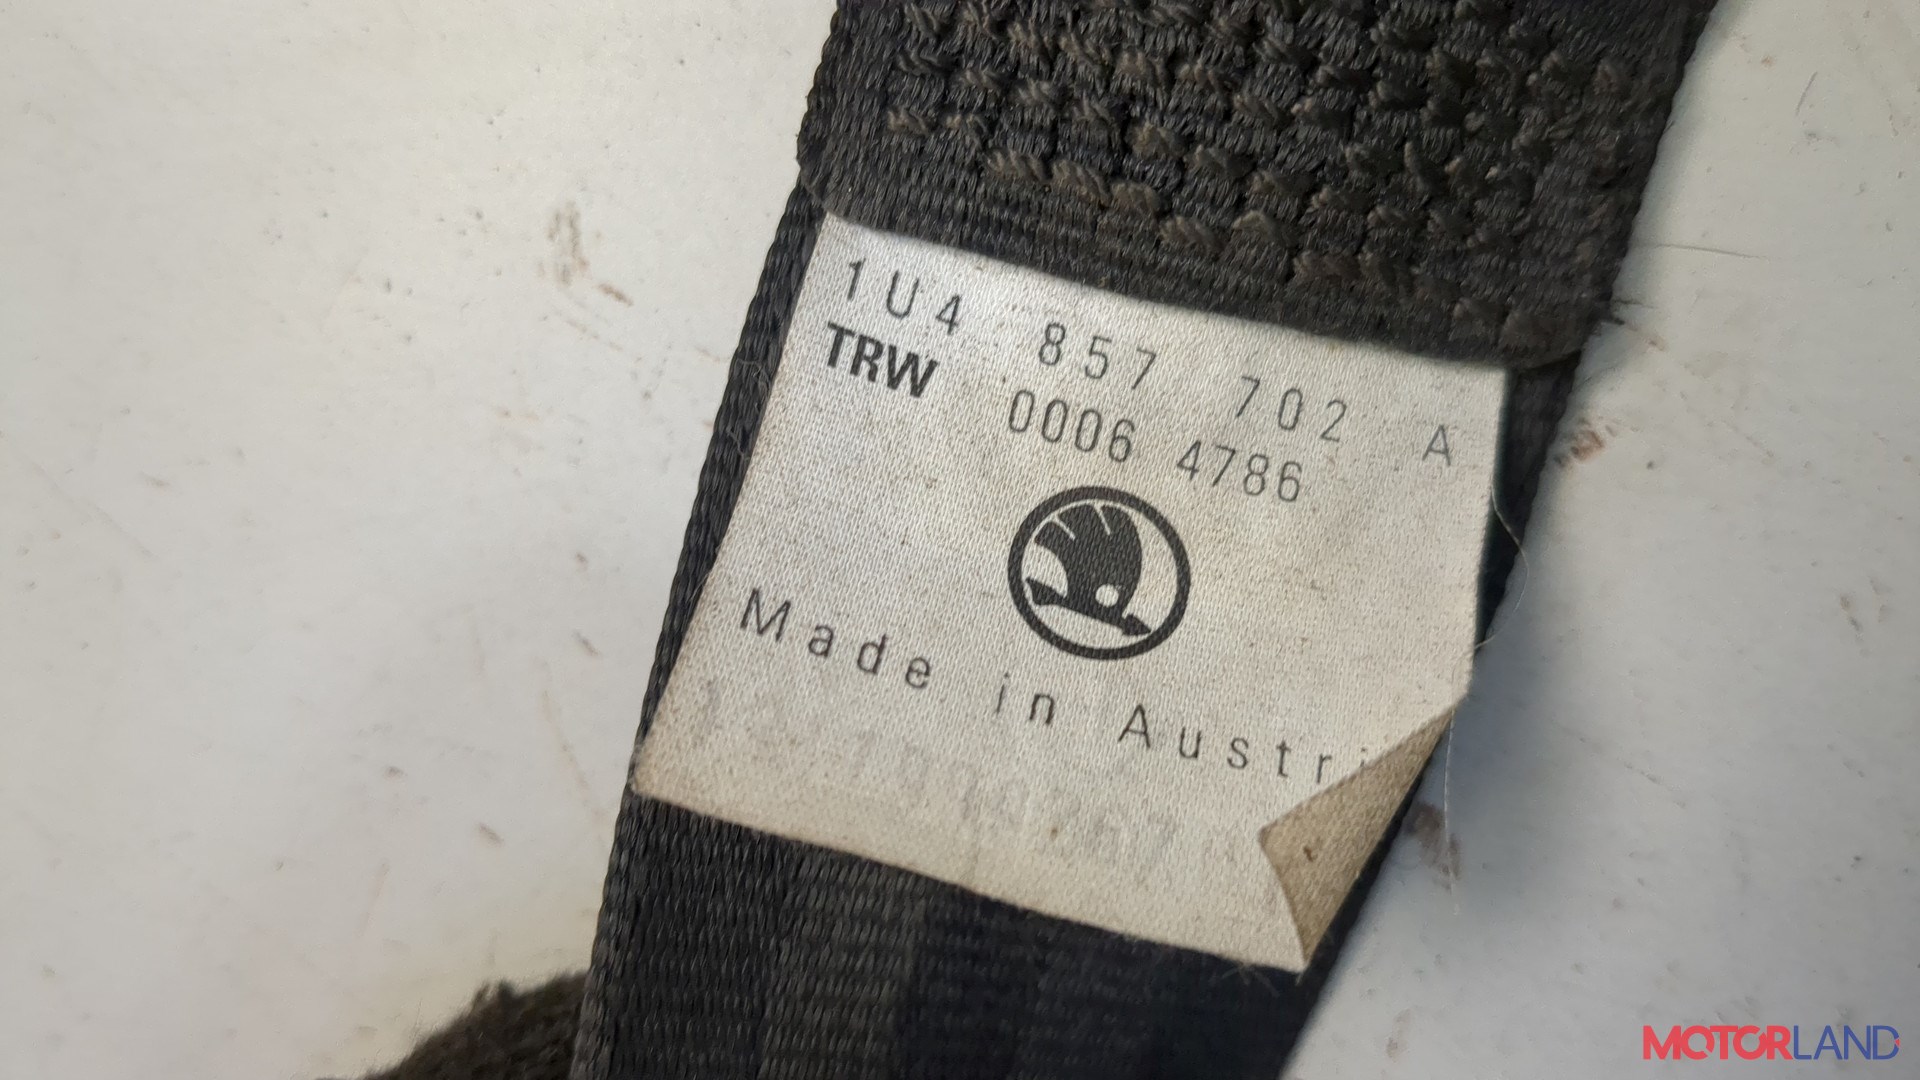 1U4 857 702 A
TRW 0006 4786
Made in Austri
MOTORLAND